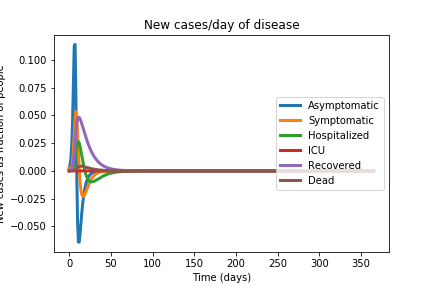 New cases/day of disease
New cases as fraction of people
0.100
0.075
0.050
0.025
0.000
−0.025
−0.050
Asymptomatic
Symptomatic
Hospitalized
ICU
Recovered
Dead
0
50
100
150
200
250
300
350
Time (days)